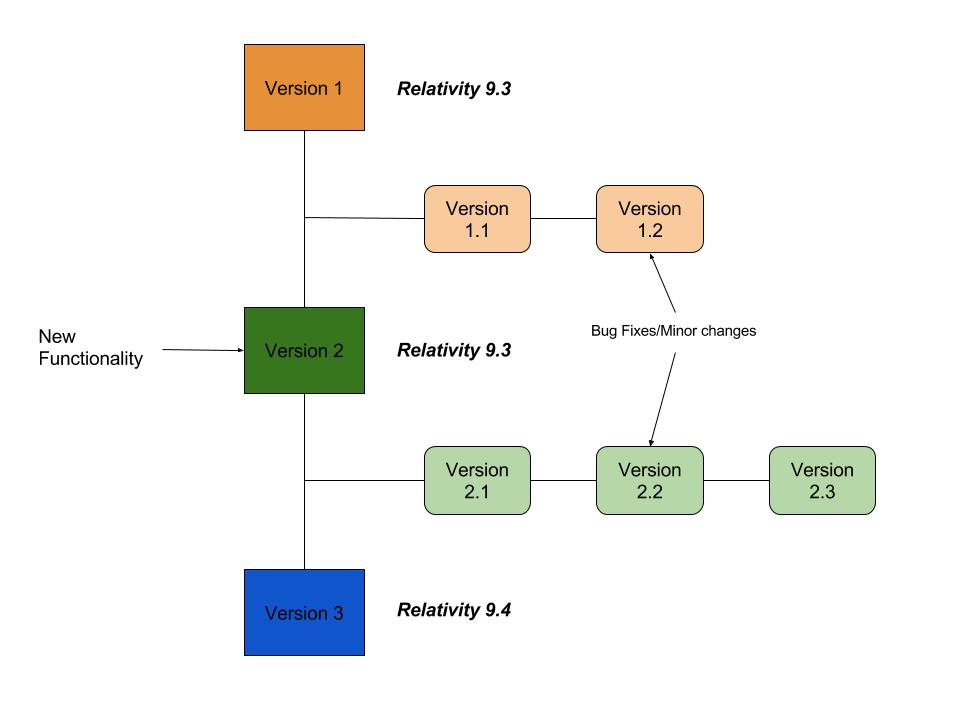 Version 1
Relativity 9.3
Version
1.1
Version
1.2
New
Functionality
Version 2
Relativity 9.3
Bug Fixes/Minor changes
Version
2.1
Version
2.2
Version
2.3
Version 3
Relativity 9.4